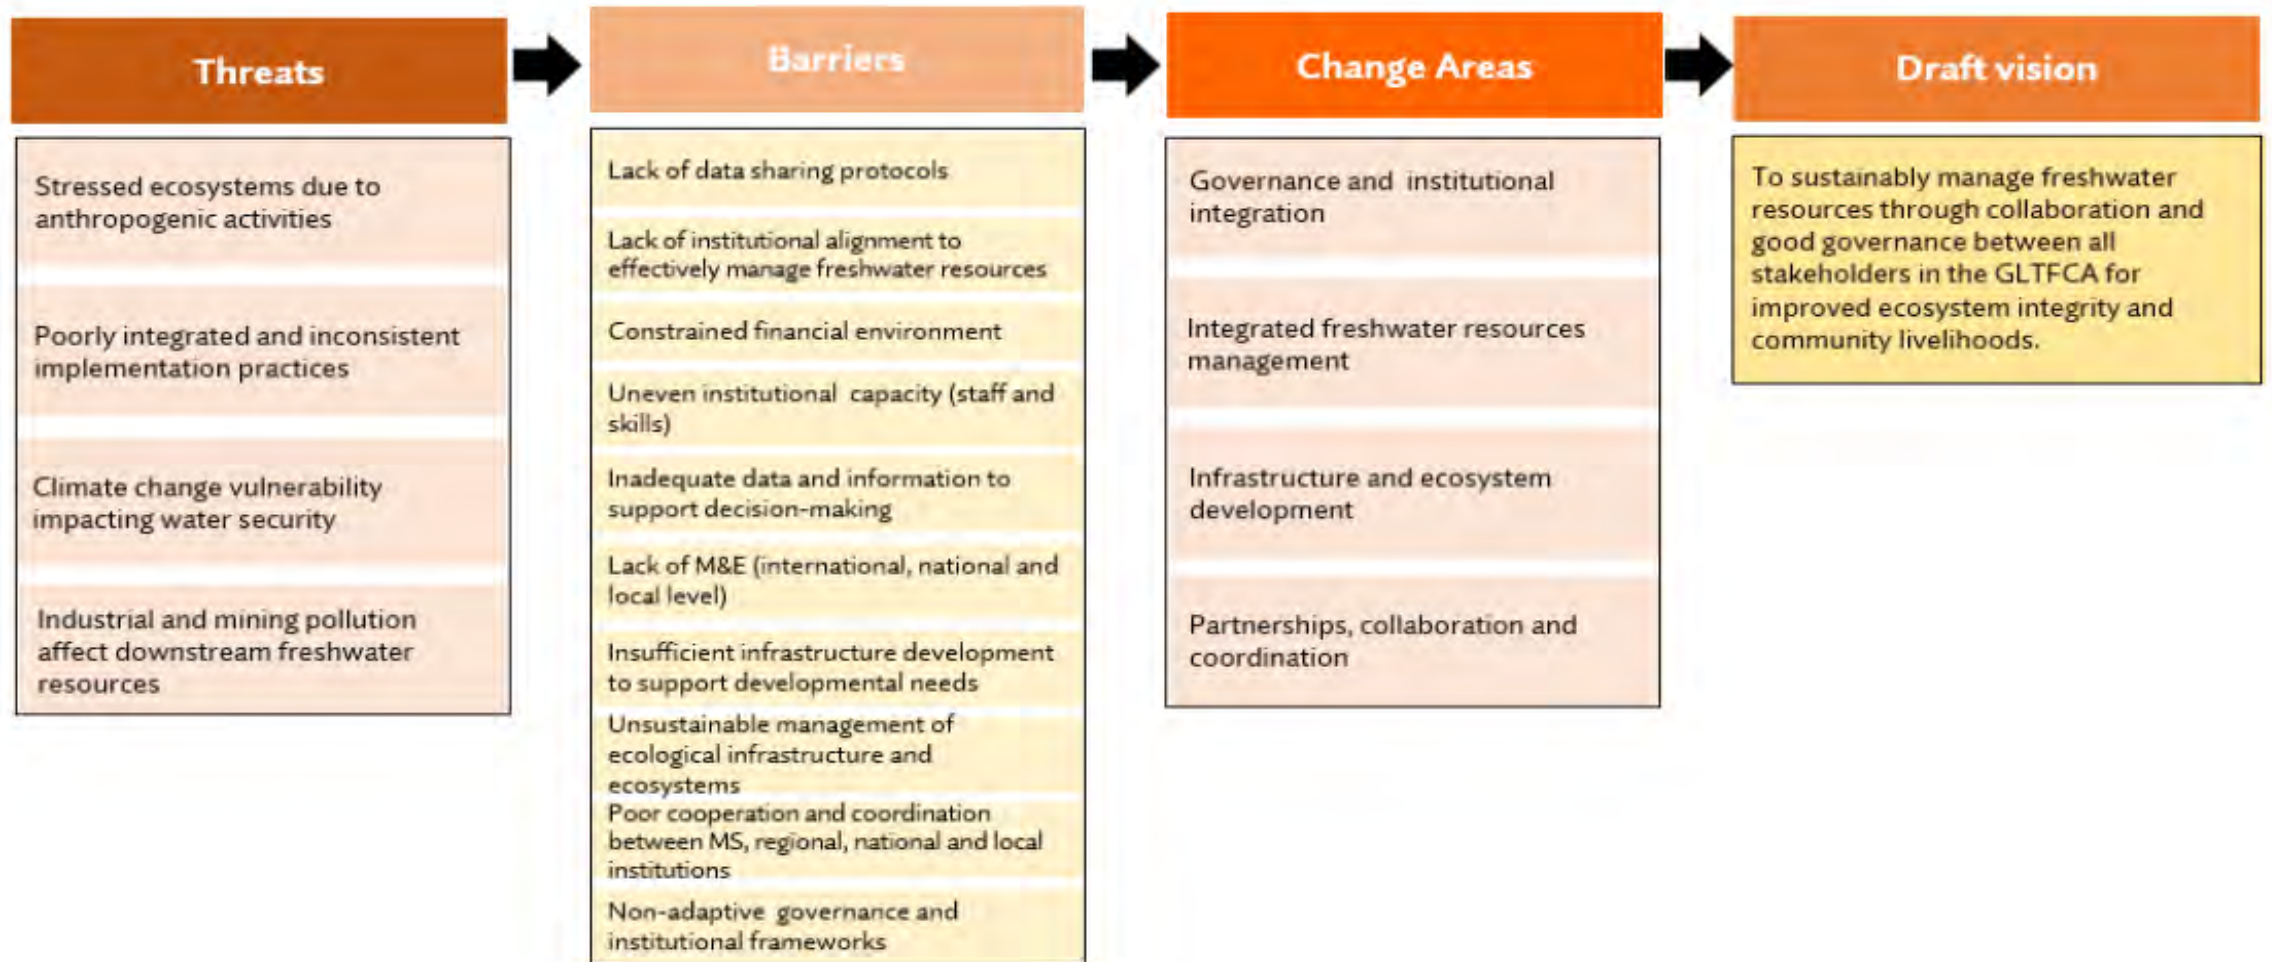 Threats
Stressed ecosystems due to
anthropogenic activities
Poorly integrated and inconsistent
implementation practices
Climate change vulnerability
impacting water security
Industrial and mining pollution
affect downstream freshwater
resources
Barriers
Lack of data sharing protocols
Lack of institutional alignment to
effectively manage freshwater resources
Constrained financial environment
Uneven institutional capacity (staff and
skills)
Inadequate data and information to
support decision-making
Lack of M&E (international, national and
local level)
Insufficient infrastructure development
to support developmental needs
Unsustainable management of
ecological infrastructure and
ecosystems
Poor cooperation and coordination
between MS, regional, national and local
institutions
Non-adaptive governance and
institutional frameworks
Change Areas
Governance and institutional
integration
Integrated freshwater resources
management
Infrastructure and ecosystem
development
Partnerships, collaboration and
coordination
Draft vision
To sustainably manage freshwater
resources through collaboration and
good governance between all
stakeholders in the GLTFCA for
improved ecosystem integrity and
community livelihoods.